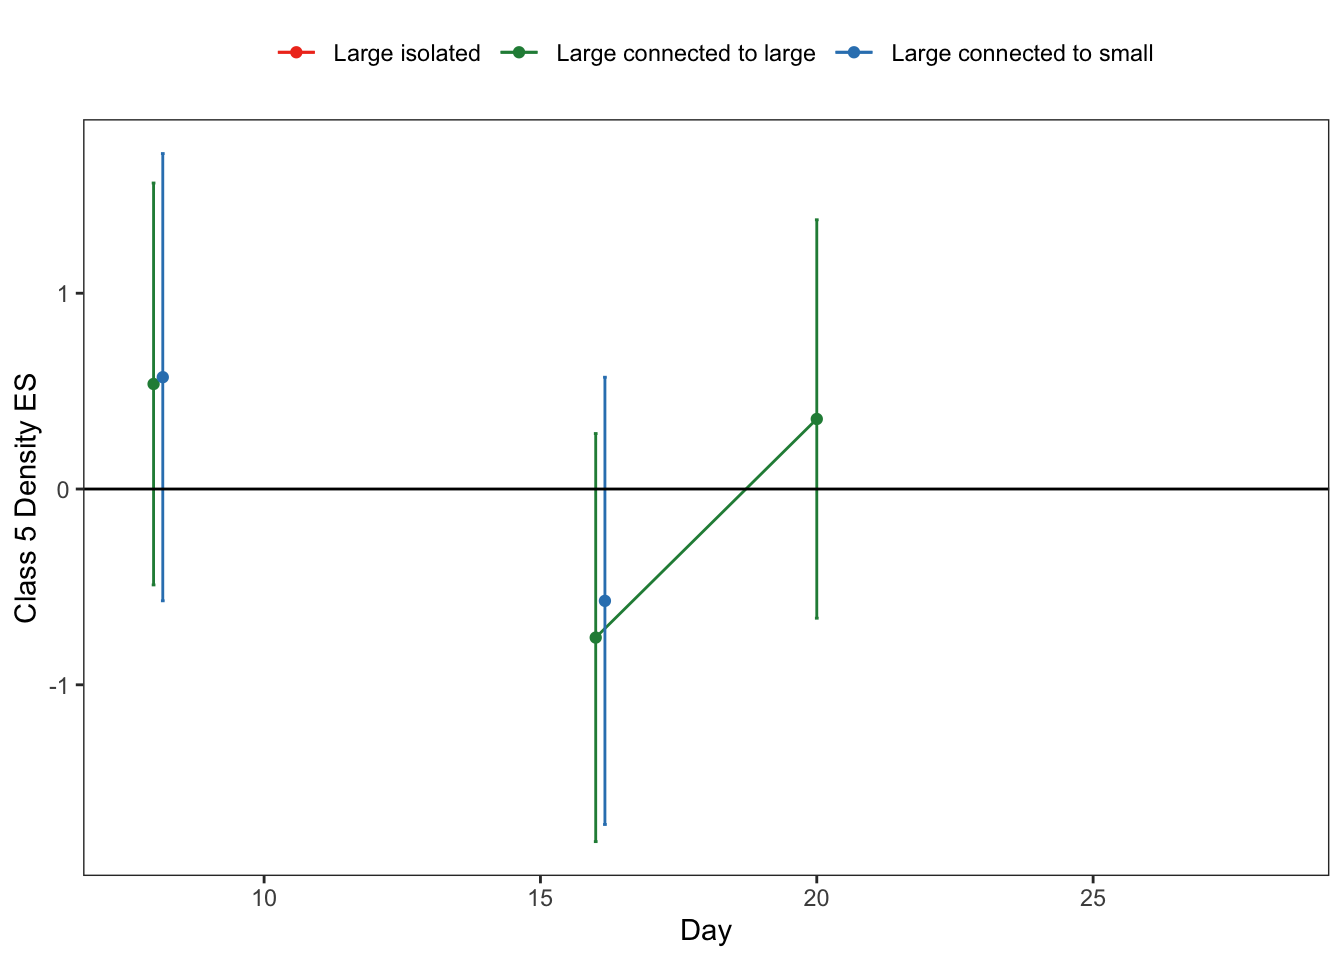 Large isolated Large connected to large Large connected to small
Class 5 Density ES
1
0
-1
10 15 20 25
Day